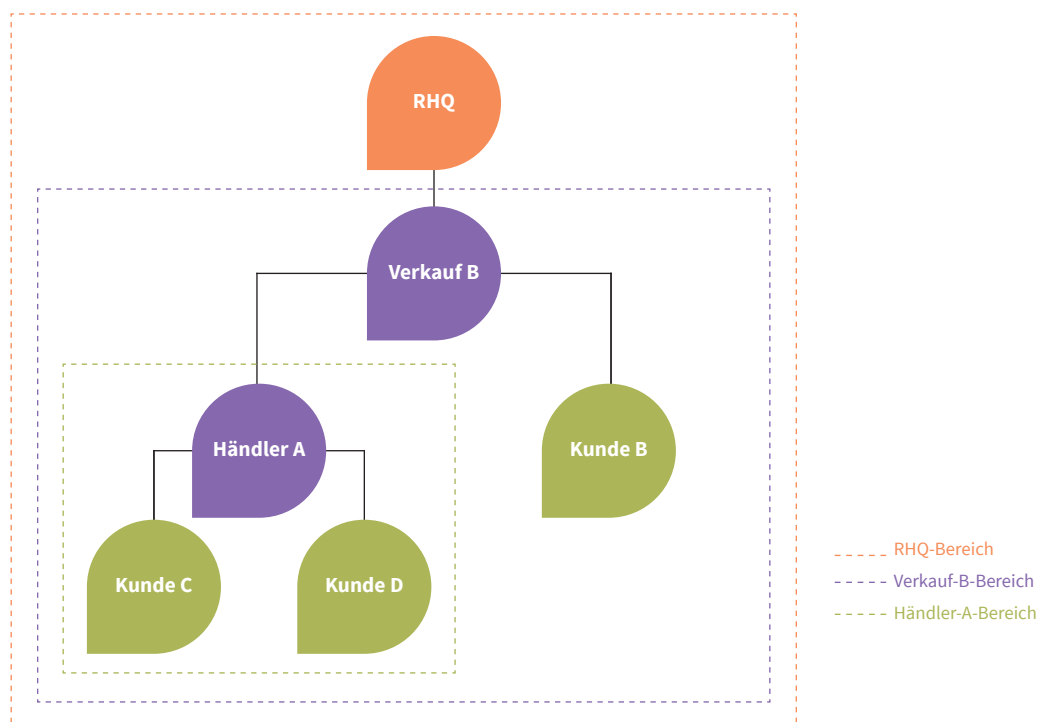 RHQ
Verkauf B
Händler A
Kunde B
Kunde C
Kunde D
RHQ-Bereich
Verkauf-B-Bereich
Händler-A-Bereich